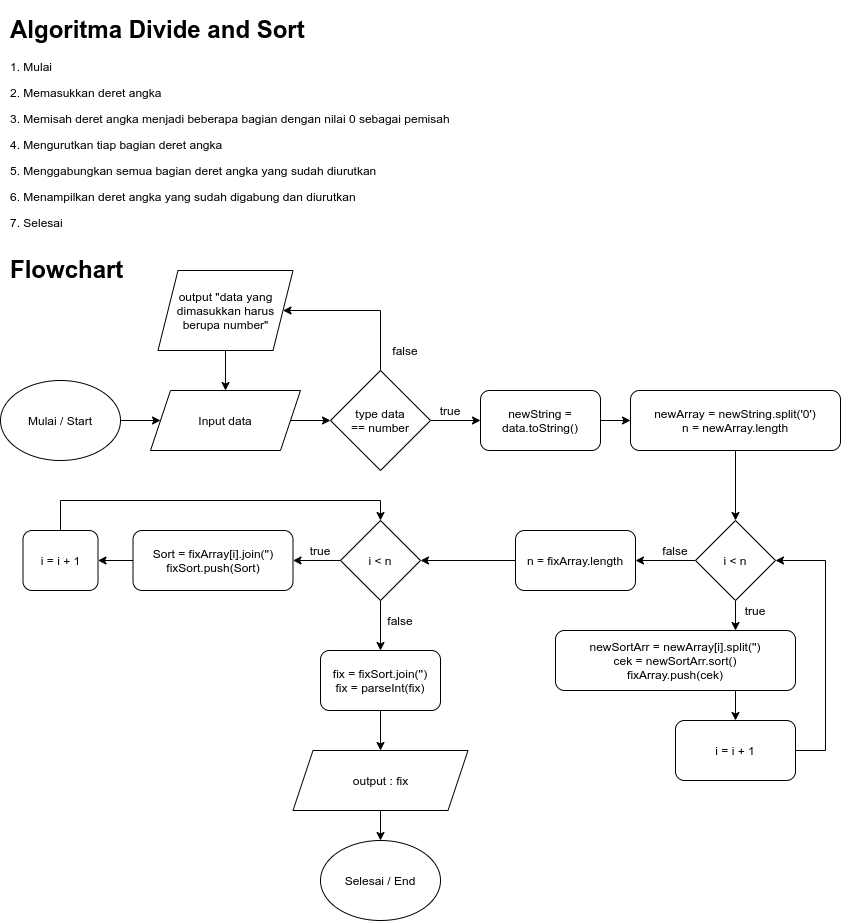 Algoritma Divide and Sort
1. Mulai
2. Memasukkan deret angka
3. Memisah deret angka menjadi beberapa bagian dengan nilai 0 sebagai pemisah
4. Mengurutkan tiap bagian deret angka
5. Menggabungkan semua bagian deret angka yang sudah diurutkan
6. Menampilkan deret angka yang sudah digabung dan diurutkan
7. Selesai
Flowchart
output "data yang
dimasukkan harus
berupa number"
false
Mulai / Start
Input data
type data
== number
true
newString =
data.toString()
newArray = newString.split('0')
n = newArray.length
i = i + 1
Sort = fixArray[i].join('')
fixSort.push(Sort)
true
i < n
n = fixArray.length
false
i < n
false
true
fix = fixSort.join('')
fix = parseInt(fix)
newSortArr = newArray[i].split('')
cek = newSortArr.sort()
fixArray.push(cek)
i = i + 1
output : fix
Selesai / End